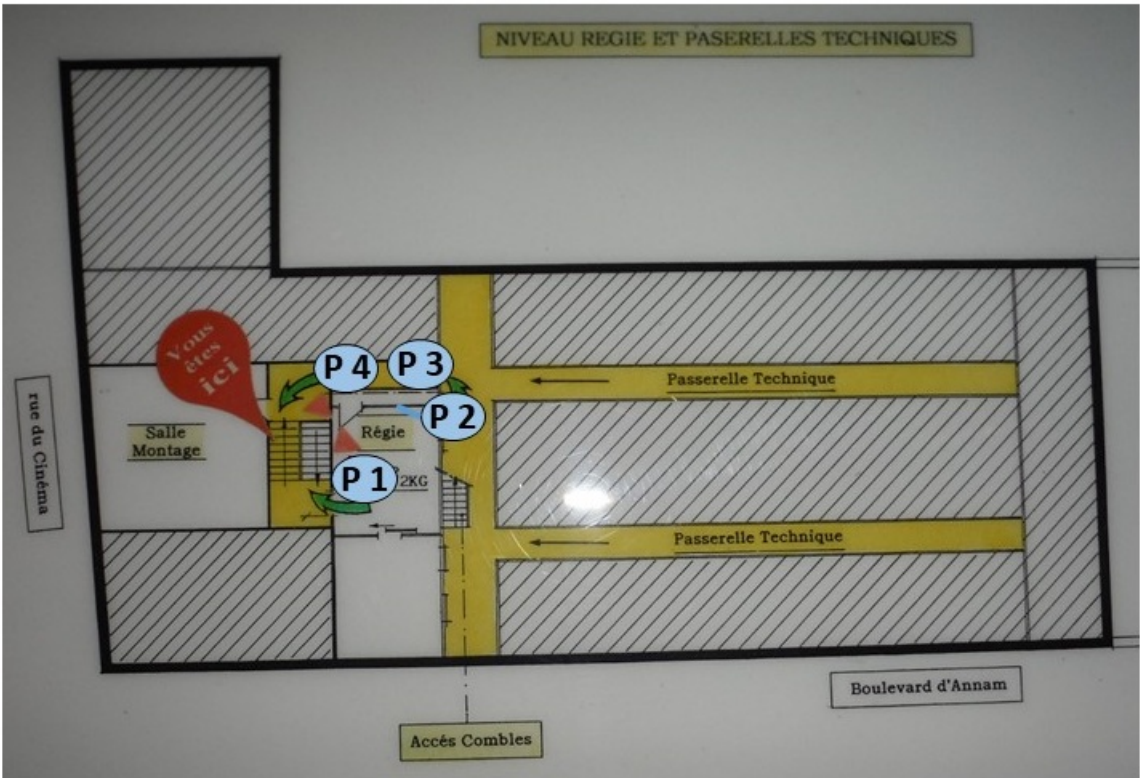 NIVEAU REGIE ET PASERELLES TECHNIQUES
Vous
êtes
ici
P 4
P 3
Passerelle Technique
P 2
rue du Cinéma
Salle
Montage
Régie
P 1
2KG
Passerelle Technique
Boulevard d'Annam
Accés Combles